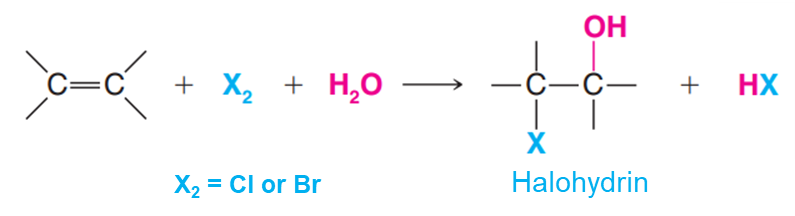 OH
C=C + X₂ + H₂O ⟶ —C—C— + HX
X
X₂ = Cl or Br
Halohydrin